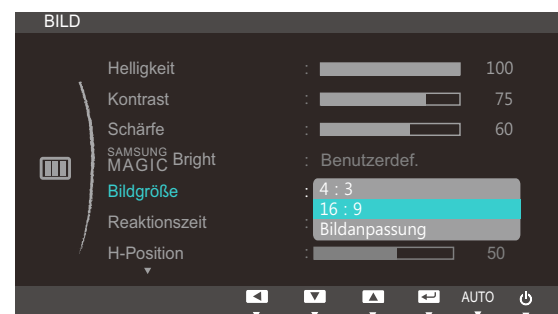 BILD
Helligkeit : 100
Kontrast : 75
Schärfe : 60
SAMSUNG MAGIC Bright : Benutzerdef.
Bildgröße : 4 : 3
16 : 9
Reaktionszeit : Bildanpassung
H-Position : 50
AUTO